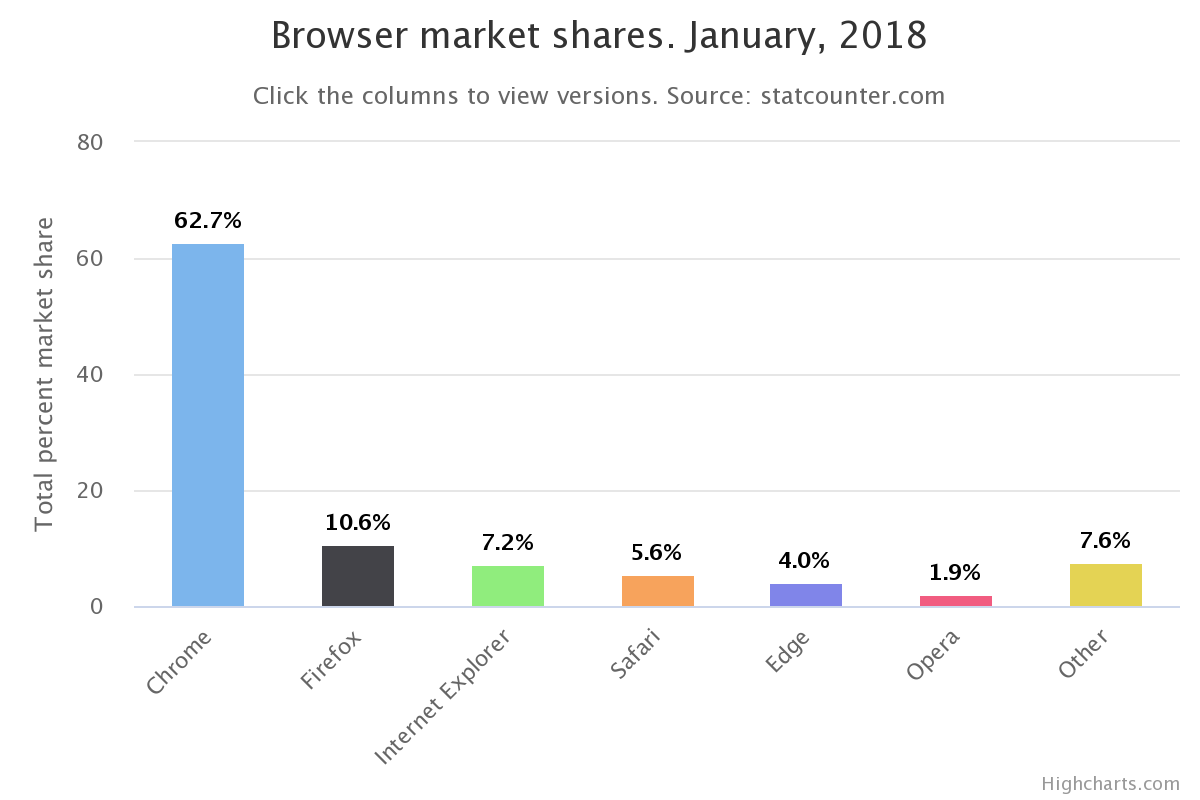 Browser market shares. January, 2018
Click the columns to view versions. Source: statcounter.com
Total percent market share
80
60
40
20
0
62.7%
10.6%
7.2%
5.6%
4.0%
1.9%
7.6%
Chrome
Firefox
Internet Explorer
Safari
Edge
Opera
Other
Highcharts.com